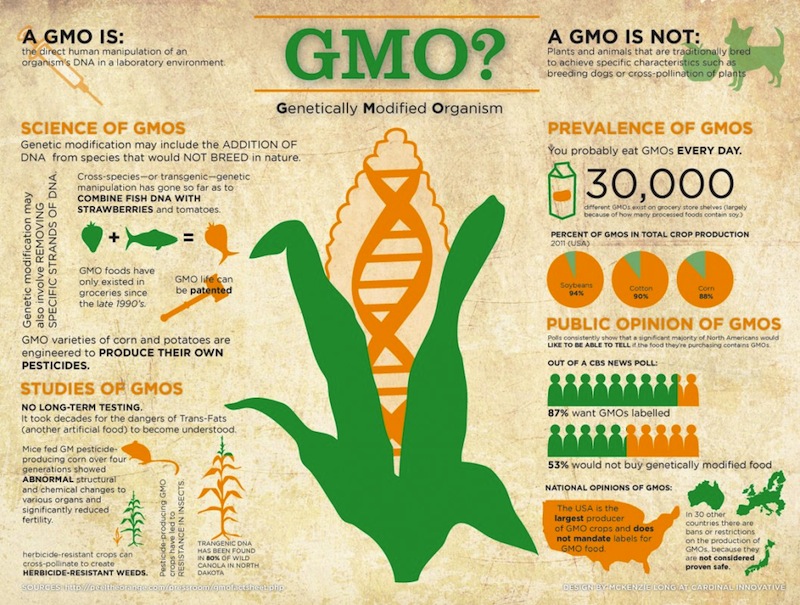 A GMO IS:
the direct human manipulation of an
organism's DNA in a laboratory environment.
GMO?
Genetically Modified Organism
A GMO IS NOT:
Plants and animals that are traditionally bred
to achieve specific characteristics such as
breeding dogs or cross-pollination of plants
SCIENCE OF GMOS
Genetic modification may include the ADDITION OF
DNA from species that would NOT BREED in nature.
Genetic modification may
also involve REMOVING
SPECIFIC STRANDS OF DNA.
Cross-species—or transgenic—genetic
manipulation has gone so far as to
COMBINE FISH DNA WITH
STRAWBERRIES and tomatoes.
+ =
GMO foods have
only existed in
groceries since
the late 1990's.
GMO life can
be patented
GMO varieties of corn and potatoes are
engineered to PRODUCE THEIR OWN
PESTICIDES.
STUDIES OF GMOS
NO LONG-TERM TESTING.
It took decades for the dangers of Trans-Fats
(another artificial food) to become understood.
Mice fed GM pesticide-
producing corn over four
generations showed
ABNORMAL structural
and chemical changes to
various organs and
significantly reduced
fertility.
herbicide-resistant crops can
cross-pollinate to create
HERBICIDE-RESISTANT WEEDS.
Pesticide-producing GMO
crops have led to
RESISTANCE IN INSECTS.
TRANGENIC DNA
HAS BEEN FOUND
IN 80% OF WILD
CANOLA IN NORTH
DAKOTA
PREVALENCE OF GMOS
You probably eat GMOs EVERY DAY.
30,000
different GMOs exist on grocery store shelves (largely
because of how many processed foods contain soy.)
PERCENT OF GMOS IN TOTAL CROP PRODUCTION
2011 (USA)
Soybeans
94%
Cotton
90%
Corn
88%
PUBLIC OPINION OF GMOS
Polls consistently show that a significant majority of North Americans would
LIKE TO BE ABLE TO TELL if the food they're purchasing contains GMOs.
OUT OF A CBS NEWS POLL:
87% want GMOs labelled
53% would not buy genetically modified food
NATIONAL OPINIONS OF GMOS:
The USA is the
largest producer
of GMO crops and does
not mandate labels for
GMO food.
In 30 other
countries there are
bans or restrictions
on the production of
GMOs, because they
are not considered
proven safe.
SOURCES:
DESIGN BY MCKENZIE LONG AT CARDINAL INNOVATIVE